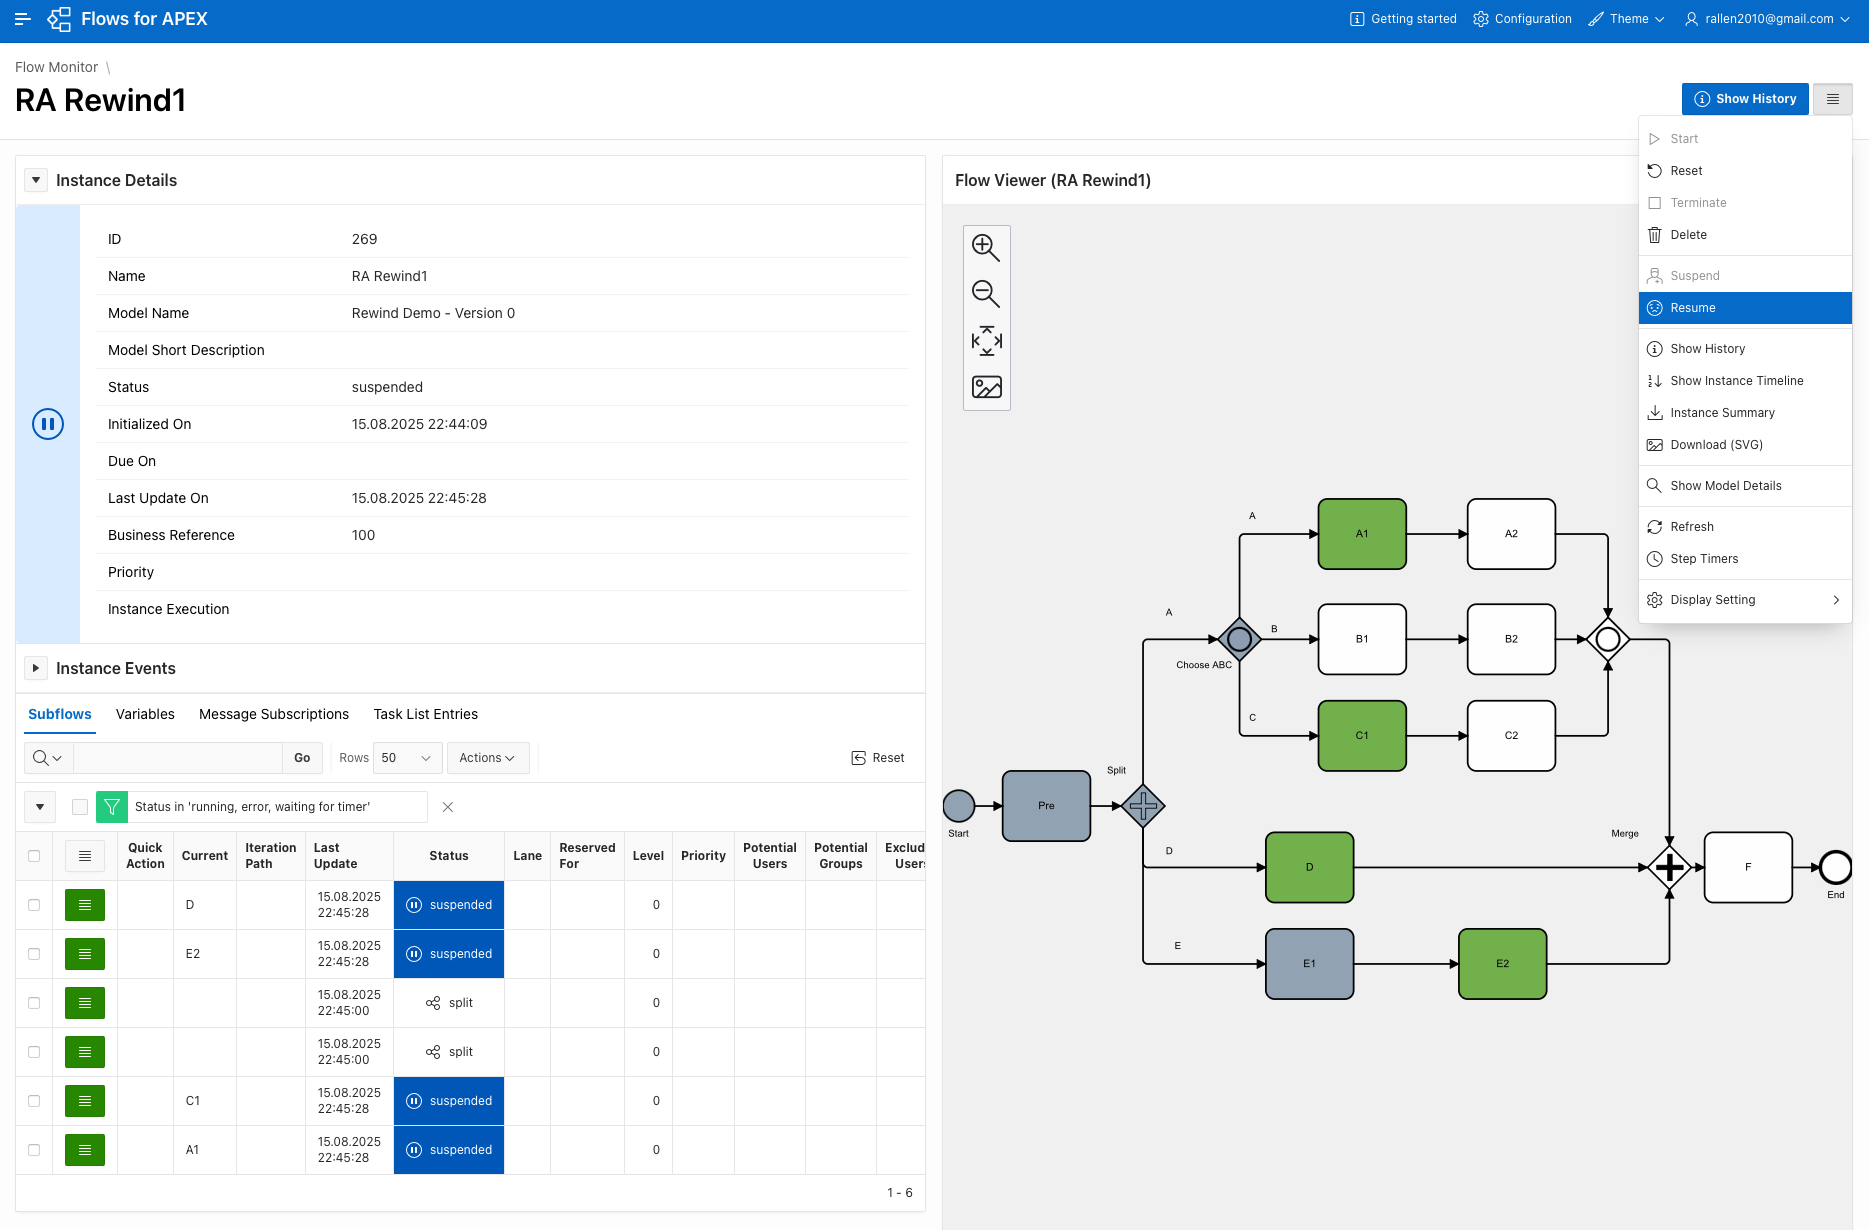 Flows for APEX
Getting started
Configuration
Theme
rallen2010@gmail.com
Flow Monitor \
RA Rewind1
Show History
Start
Reset
Terminate
Delete
Suspend
Resume
Show History
Show Instance Timeline
Instance Summary
Download (SVG)
Show Model Details
Refresh
Step Timers
Display Setting
Instance Details
ID 269
Name RA Rewind1
Model Name Rewind Demo - Version 0
Model Short Description
Status suspended
Initialized On 15.08.2025 22:44:09
Due On
Last Update On 15.08.2025 22:45:28
Business Reference 100
Priority
Instance Execution
Instance Events
Subflows Variables Message Subscriptions Task List Entries
Go Rows 50 Actions Reset
Status in 'running, error, waiting for timer'
Quick Action Current Iteration Path Last Update Status Lane Reserved For Level Priority Potential Users Potential Groups Exclud Users
D 15.08.2025 22:45:28 suspended 0
E2 15.08.2025 22:45:28 suspended 0
15.08.2025 22:45:00 split 0
15.08.2025 22:45:00 split 0
C1 15.08.2025 22:45:28 suspended 0
A1 15.08.2025 22:45:28 suspended 0
1 - 6
Flow Viewer (RA Rewind1)
A
A1
A2
A
B
B1
B2
Choose ABC
C
C1
C2
Split
Pre
Start
Merge
D
D
F
End
E
E1
E2